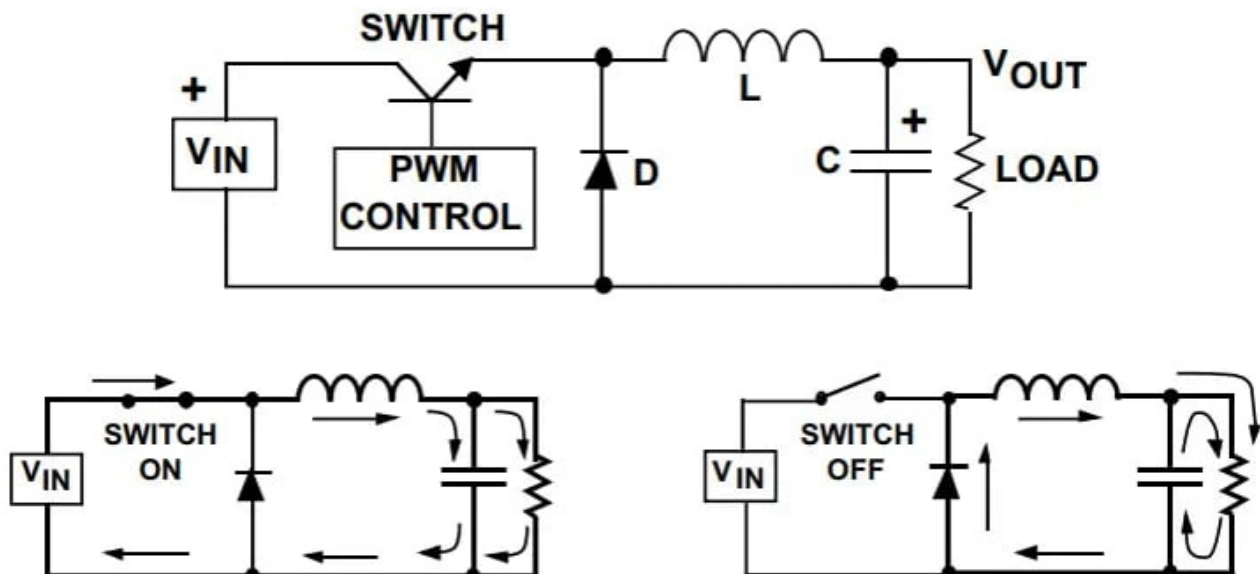 SWITCH
+
VIN
PWM
CONTROL
D
L
C
+
VOUT
LOAD
VIN
SWITCH
ON
VIN
SWITCH
OFF